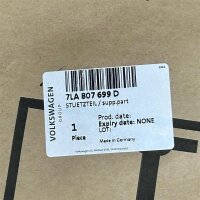 7LA 807 699 D
STUETZTEIL / supp.part
Prod. date:
Expiry date: NONE
LOT:
1
Piece
Made in Germany
VOLKSWAGEN
GROUP